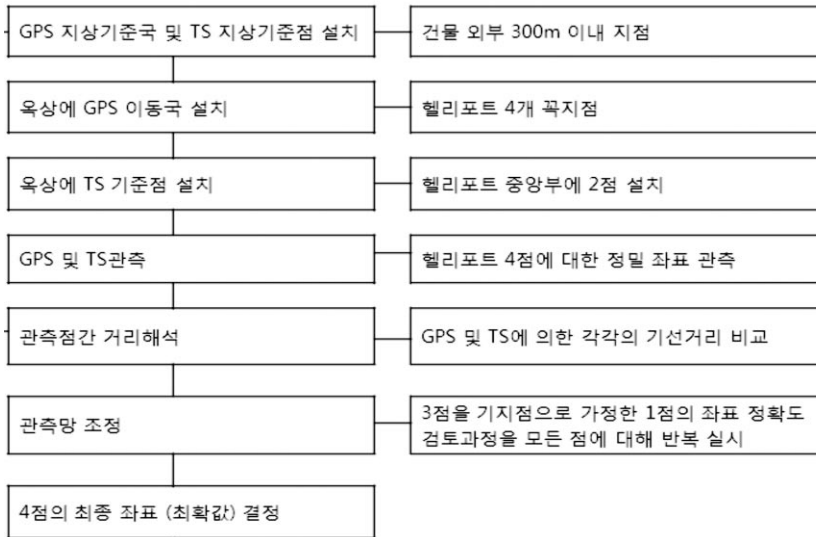 GPS 지상기준국 및 TS 지상기준점 설치
건물 외부 300m 이내 지점
옥상에 GPS 이동국 설치
헬리포트 4개 꼭지점
옥상에 TS 기준점 설치
헬리포트 중앙부에 2점 설치
GPS 및 TS관측
헬리포트 4점에 대한 정밀 좌표 관측
관측점간 거리해석
GPS 및 TS에 의한 각각의 기선거리 비교
관측망 조정
3점을 기지점으로 가정한 1점의 좌표 정확도
검토과정을 모든 점에 대해 반복 실시
4점의 최종 좌표 (최확값) 결정